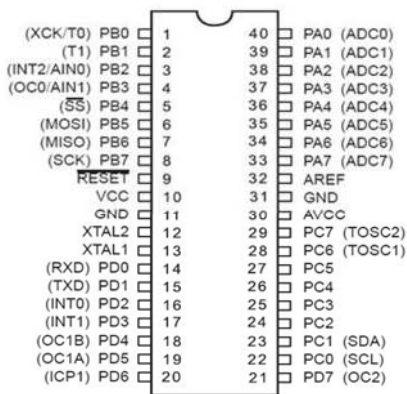 (XCK/T0) PB0 1 40 PA0 (ADC0)
(T1) PB1 2 39 PA1 (ADC1)
(INT2/AIN0) PB2 3 38 PA2 (ADC2)
(OC0/AIN1) PB3 4 37 PA3 (ADC3)
(SS) PB4 5 36 PA4 (ADC4)
(MOSI) PB5 6 35 PA5 (ADC5)
(MISO) PB6 7 34 PA6 (ADC6)
(SCK) PB7 8 33 PA7 (ADC7)
RESET 9 32 AREF
VCC 10 31 GND
GND 11 30 AVCC
XTAL2 12 29 PC7 (TOSC2)
XTAL1 13 28 PC6 (TOSC1)
(RXD) PD0 14 27 PC5
(TXD) PD1 15 26 PC4
(INT0) PD2 16 25 PC3
(INT1) PD3 17 24 PC2
(OC1B) PD4 18 23 PC1 (SDA)
(OC1A) PD5 19 22 PC0 (SCL)
(ICP1) PD6 20 21 PD7 (OC2)